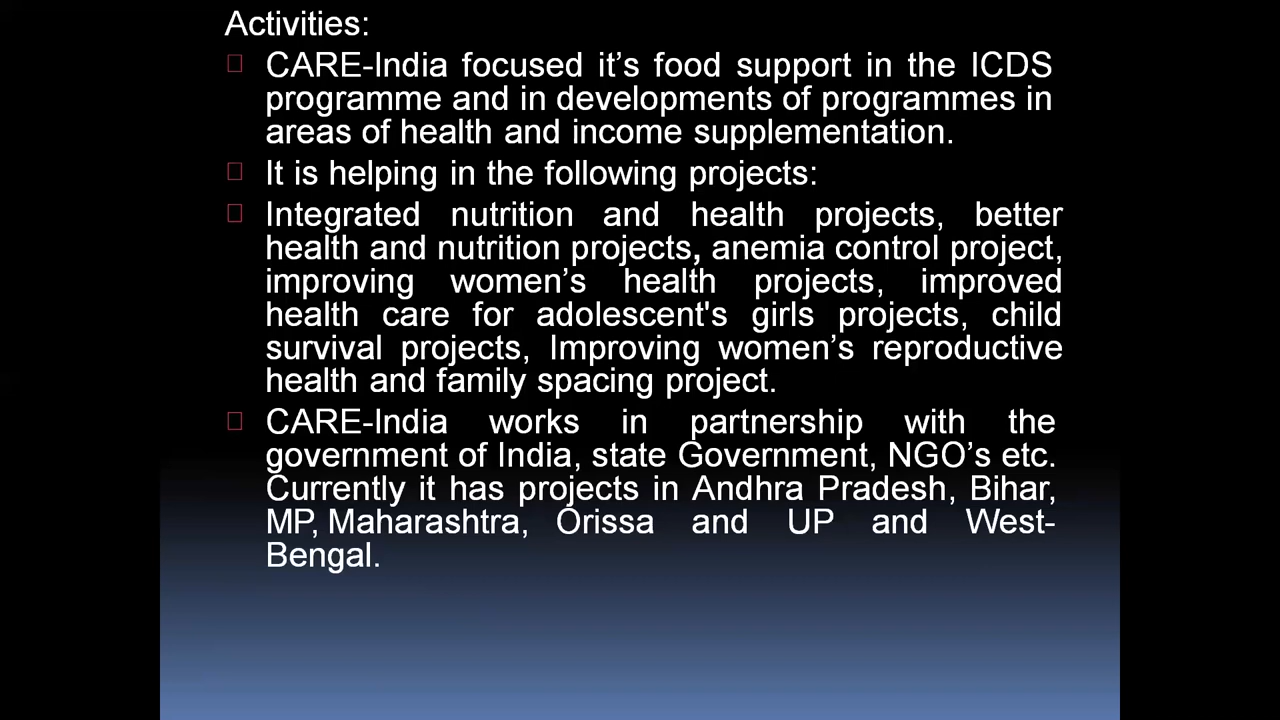 Activities:
CARE-India focused it’s food support in the ICDS
programme and in developments of programmes in
areas of health and income supplementation.
It is helping in the following projects:
Integrated nutrition and health projects, better
health and nutrition projects, anemia control project,
improving women’s health projects, improved
health care for adolescent's girls projects, child
survival projects, Improving women’s reproductive
health and family spacing project.
CARE-India works in partnership with the
government of India, state Government, NGO’s etc.
Currently it has projects in Andhra Pradesh, Bihar,
MP, Maharashtra, Orissa and UP and West-
Bengal.